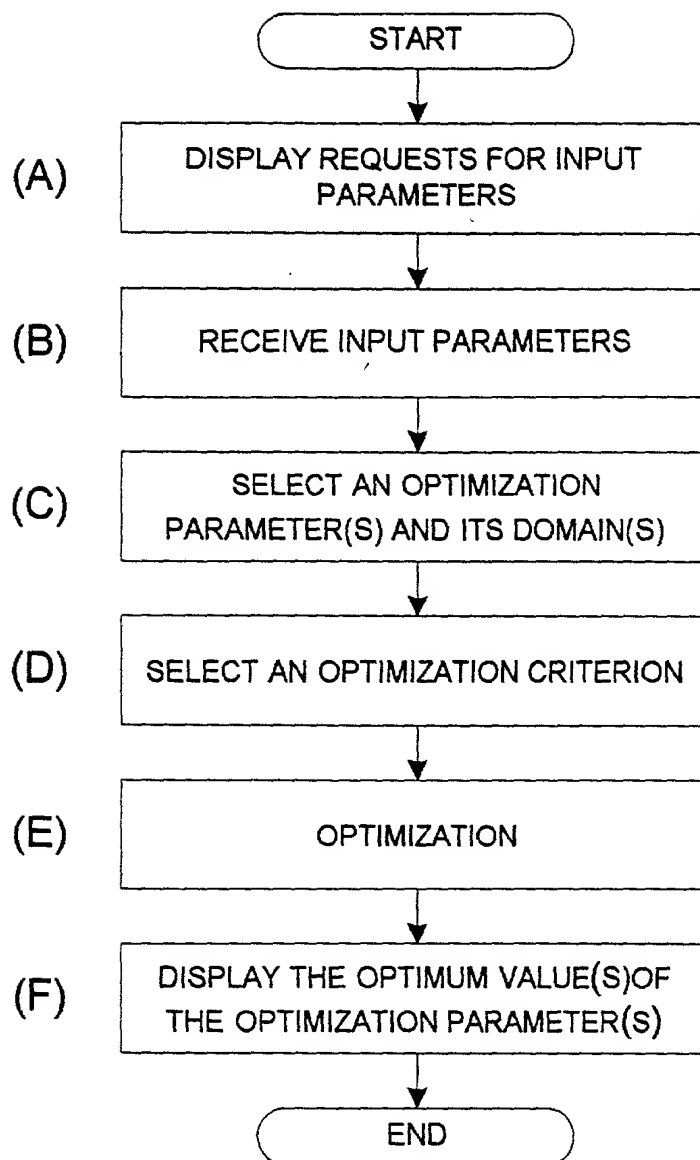 START
(A)
DISPLAY REQUESTS FOR INPUT
PARAMETERS
(B)
RECEIVE INPUT PARAMETERS
(C)
SELECT AN OPTIMIZATION
PARAMETER(S) AND ITS DOMAIN(S)
(D)
SELECT AN OPTIMIZATION CRITERION
(E)
OPTIMIZATION
(F)
DISPLAY THE OPTIMUM VALUE(S)OF
THE OPTIMIZATION PARAMETER(S)
END